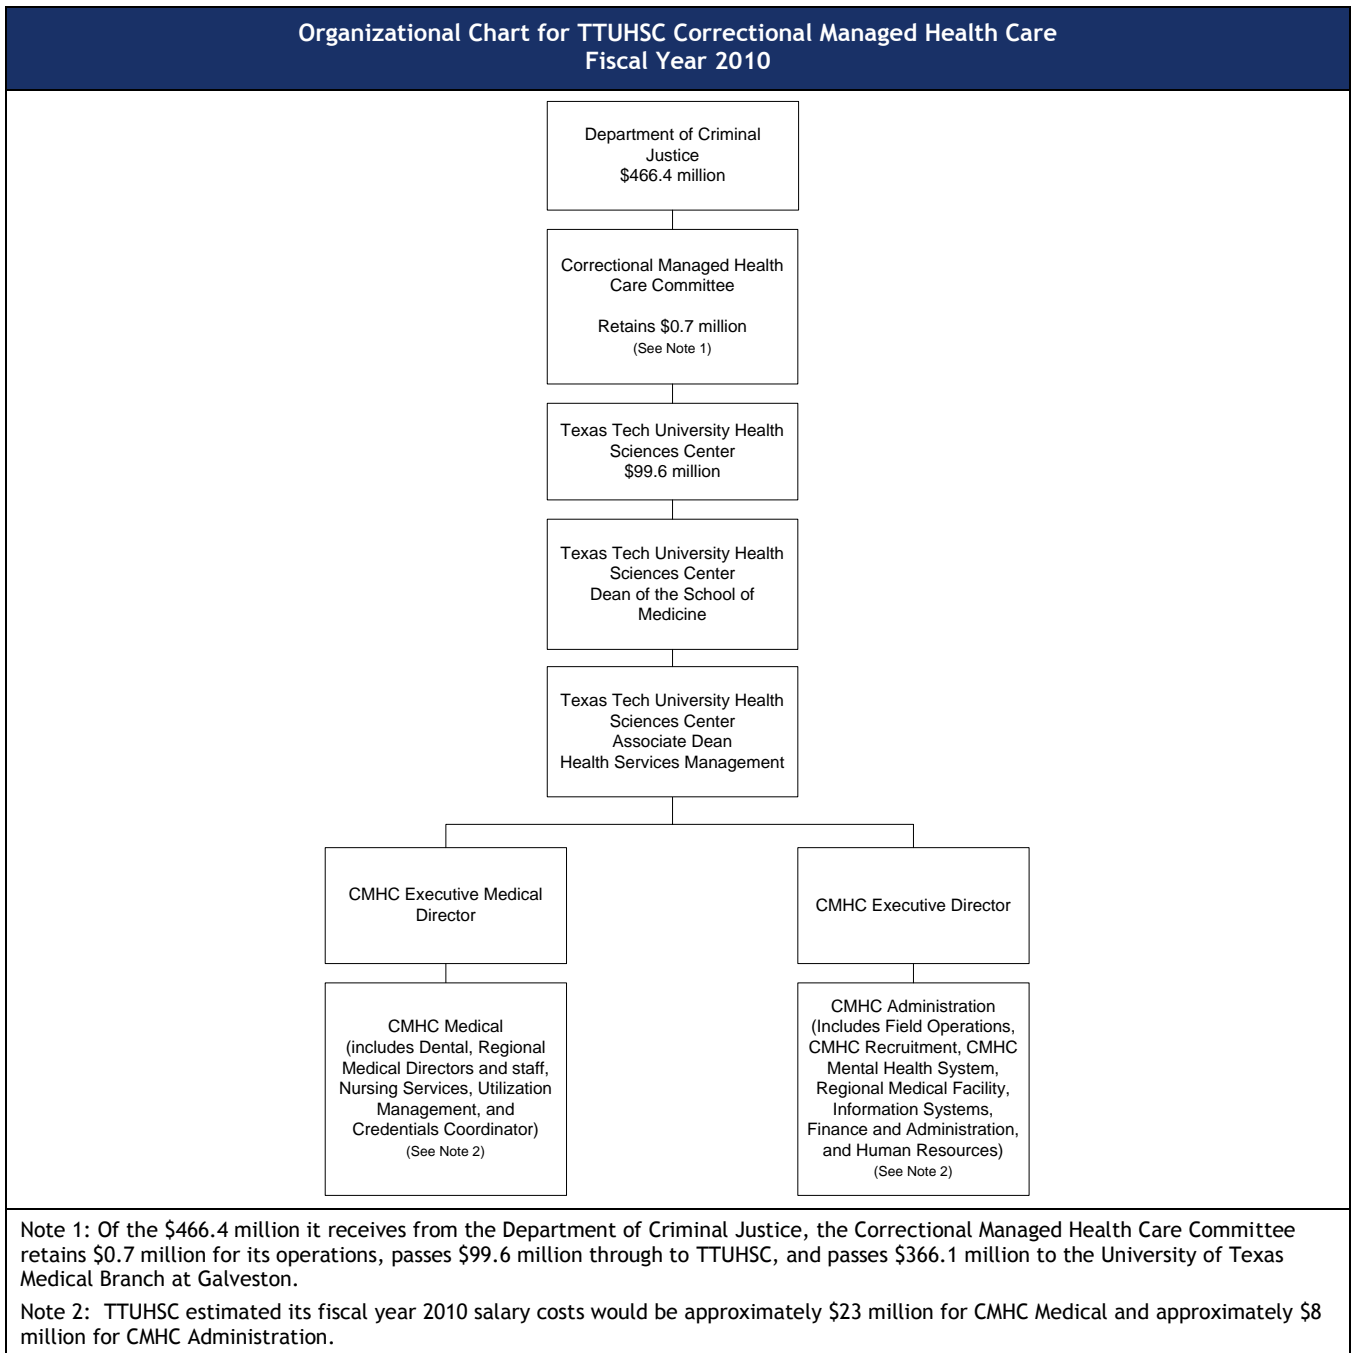 Organizational Chart for TTUHSC Correctional Managed Health Care
Fiscal Year 2010
Department of Criminal
Justice
$466.4 million
Correctional Managed Health
Care Committee
Retains $0.7 million
(See Note 1)
Texas Tech University Health
Sciences Center
$99.6 million
Texas Tech University Health
Sciences Center
Dean of the School of
Medicine
Texas Tech University Health
Sciences Center
Associate Dean
Health Services Management
CMHC Executive Medical
Director
CMHC Executive Director
CMHC Medical
(includes Dental, Regional
Medical Directors and staff,
Nursing Services, Utilization
Management, and
Credentials Coordinator)
(See Note 2)
CMHC Administration
(Includes Field Operations,
CMHC Recruitment, CMHC
Mental Health System,
Regional Medical Facility,
Information Systems,
Finance and Administration,
and Human Resources)
(See Note 2)
Note 1: Of the $466.4 million it receives from the Department of Criminal Justice, the Correctional Managed Health Care Committee
retains $0.7 million for its operations, passes $99.6 million through to TTUHSC, and passes $366.1 million to the University of Texas
Medical Branch at Galveston.
Note 2: TTUHSC estimated its fiscal year 2010 salary costs would be approximately $23 million for CMHC Medical and approximately $8
million for CMHC Administration.